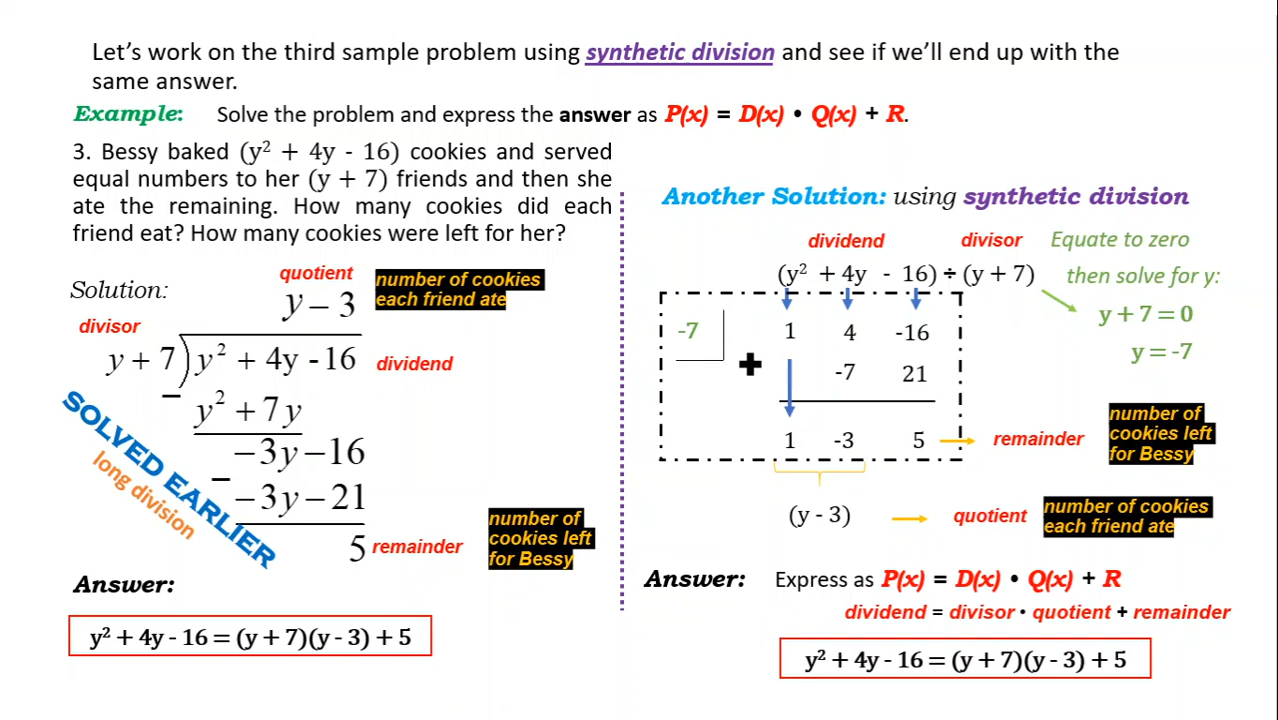 Let's work on the third sample problem using synthetic division and see if we'll end up with the
same answer.
Example: Solve the problem and express the answer as P(x) = D(x) • Q(x) + R.
3. Bessy baked (y² + 4y - 16) cookies and served
equal numbers to her (y + 7) friends and then she
ate the remaining. How many cookies did each
friend eat? How many cookies were left for her?
Solution:
quotient
y – 3
number of cookies
each friend ate
divisor
y + 7)y² + 4y - 16
dividend
–
y² + 7y
–3y – 16
–
–3y – 21
5
remainder
number of
cookies left
for Bessy
SOLVED EARLIER
long division
Answer:
y² + 4y - 16 = (y + 7)(y - 3) + 5
Another Solution: using synthetic division
dividend
divisor
(y² + 4y - 16) ÷ (y + 7)
Equate to zero
then solve for y:
y + 7 = 0
y = -7
-7
1 4 -16
+
-7 21
1 -3 5
remainder
number of
cookies left
for Bessy
(y - 3)
quotient
number of cookies
each friend ate
Answer: Express as P(x) = D(x) • Q(x) + R
dividend = divisor • quotient + remainder
y² + 4y - 16 = (y + 7)(y - 3) + 5